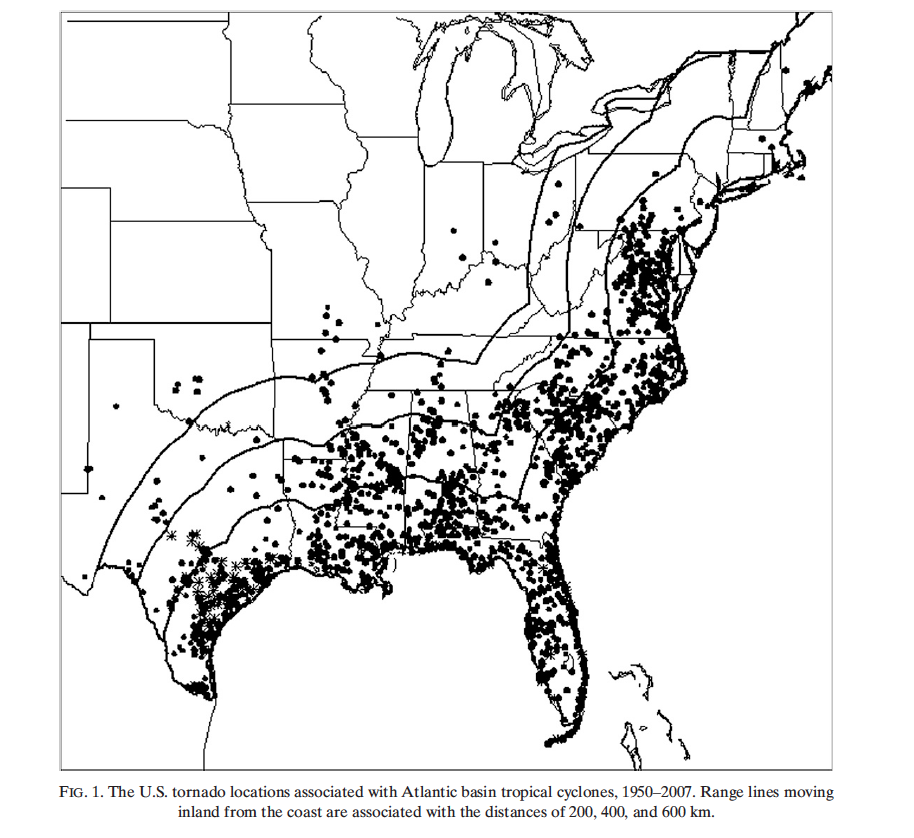 FIG. 1. The U.S. tornado locations associated with Atlantic basin tropical cyclones, 1950–2007. Range lines moving
inland from the coast are associated with the distances of 200, 400, and 600 km.